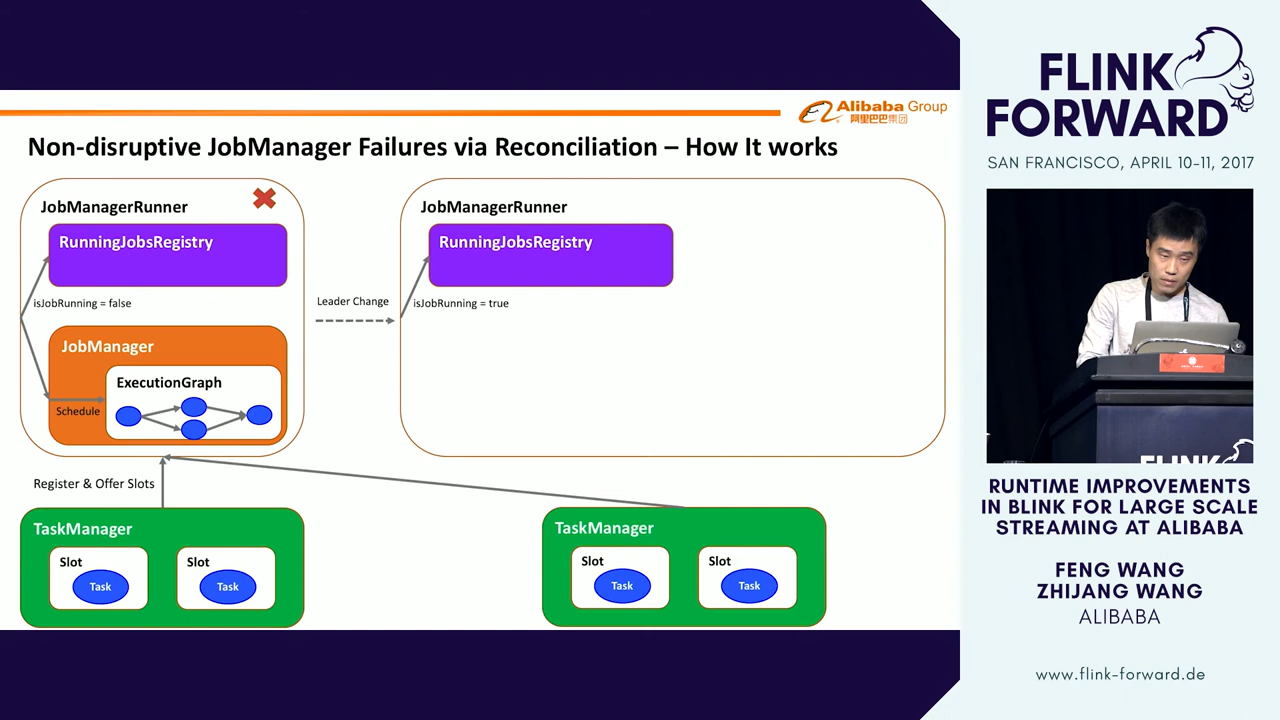 Alibaba Group
阿里巴巴集团
Non-disruptive JobManager Failures via Reconciliation – How It works
JobManagerRunner
RunningJobsRegistry
isJobRunning = false
JobManager
ExecutionGraph
Schedule
Leader Change
JobManagerRunner
RunningJobsRegistry
isJobRunning = true
Register & Offer Slots
TaskManager
Slot
Task
Slot
Task
TaskManager
Slot
Task
Slot
Task
FLINK
FORWARD
SAN FRANCISCO, APRIL 10-11, 2017
FLINK
RUNTIME IMPROVEMENTS
IN BLINK FOR LARGE SCALE
STREAMING AT ALIBABA
FENG WANG
ZHIJANG WANG
ALIBABA
www.flink-forward.de